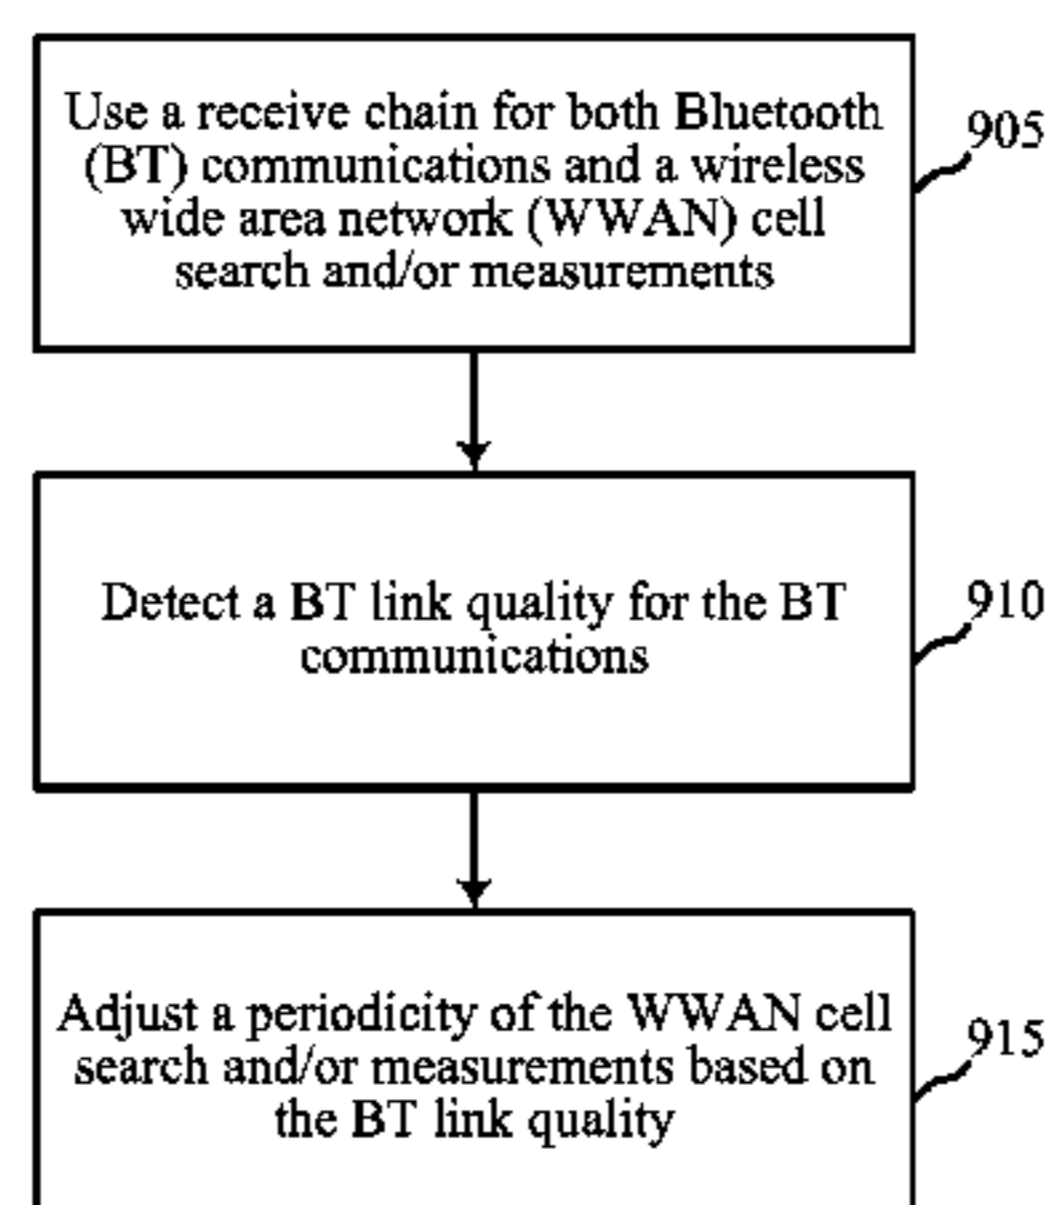 Use a receive chain for both Bluetooth
(BT) communications and a wireless
wide area network (WWAN) cell
search and/or measurements
905
Detect a BT link quality for the BT
communications
910
Adjust a periodicity of the WWAN cell
search and/or measurements based on
the BT link quality
915